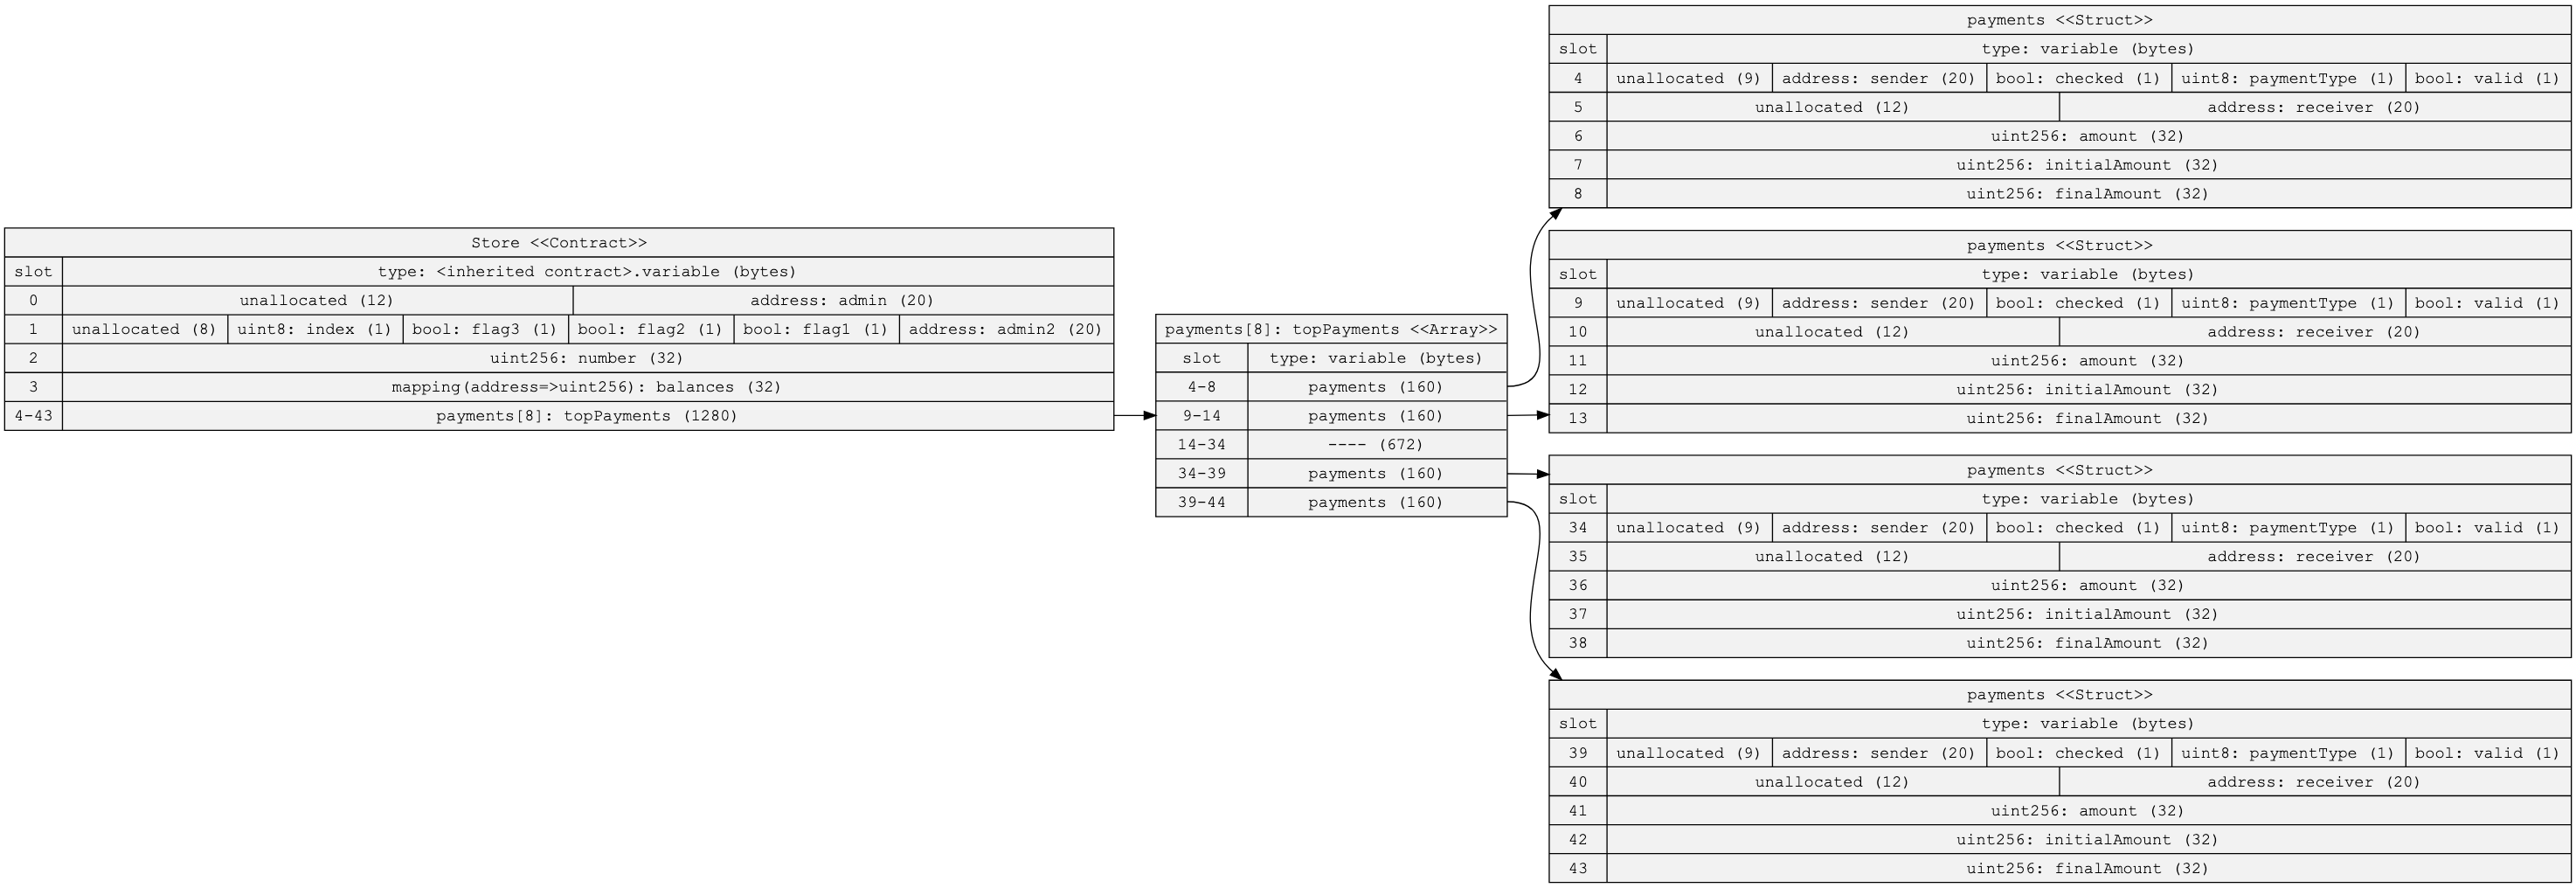 Store <<Contract>>
slot type: <inherited contract>.variable (bytes)
0 unallocated (12) address: admin (20)
1 unallocated (8) uint8: index (1) bool: flag3 (1) bool: flag2 (1) bool: flag1 (1) address: admin2 (20)
2 uint256: number (32)
3 mapping(address=>uint256): balances (32)
4-43 payments[8]: topPayments (1280)
payments[8]: topPayments <<Array>>
slot type: variable (bytes)
4-8 payments (160)
9-14 payments (160)
14-34 ---- (672)
34-39 payments (160)
39-44 payments (160)
payments <<Struct>>
slot type: variable (bytes)
4 unallocated (9) address: sender (20) bool: checked (1) uint8: paymentType (1) bool: valid (1)
5 unallocated (12) address: receiver (20)
6 uint256: amount (32)
7 uint256: initialAmount (32)
8 uint256: finalAmount (32)
payments <<Struct>>
slot type: variable (bytes)
9 unallocated (9) address: sender (20) bool: checked (1) uint8: paymentType (1) bool: valid (1)
10 unallocated (12) address: receiver (20)
11 uint256: amount (32)
12 uint256: initialAmount (32)
13 uint256: finalAmount (32)
payments <<Struct>>
slot type: variable (bytes)
34 unallocated (9) address: sender (20) bool: checked (1) uint8: paymentType (1) bool: valid (1)
35 unallocated (12) address: receiver (20)
36 uint256: amount (32)
37 uint256: initialAmount (32)
38 uint256: finalAmount (32)
payments <<Struct>>
slot type: variable (bytes)
39 unallocated (9) address: sender (20) bool: checked (1) uint8: paymentType (1) bool: valid (1)
40 unallocated (12) address: receiver (20)
41 uint256: amount (32)
42 uint256: initialAmount (32)
43 uint256: finalAmount (32)